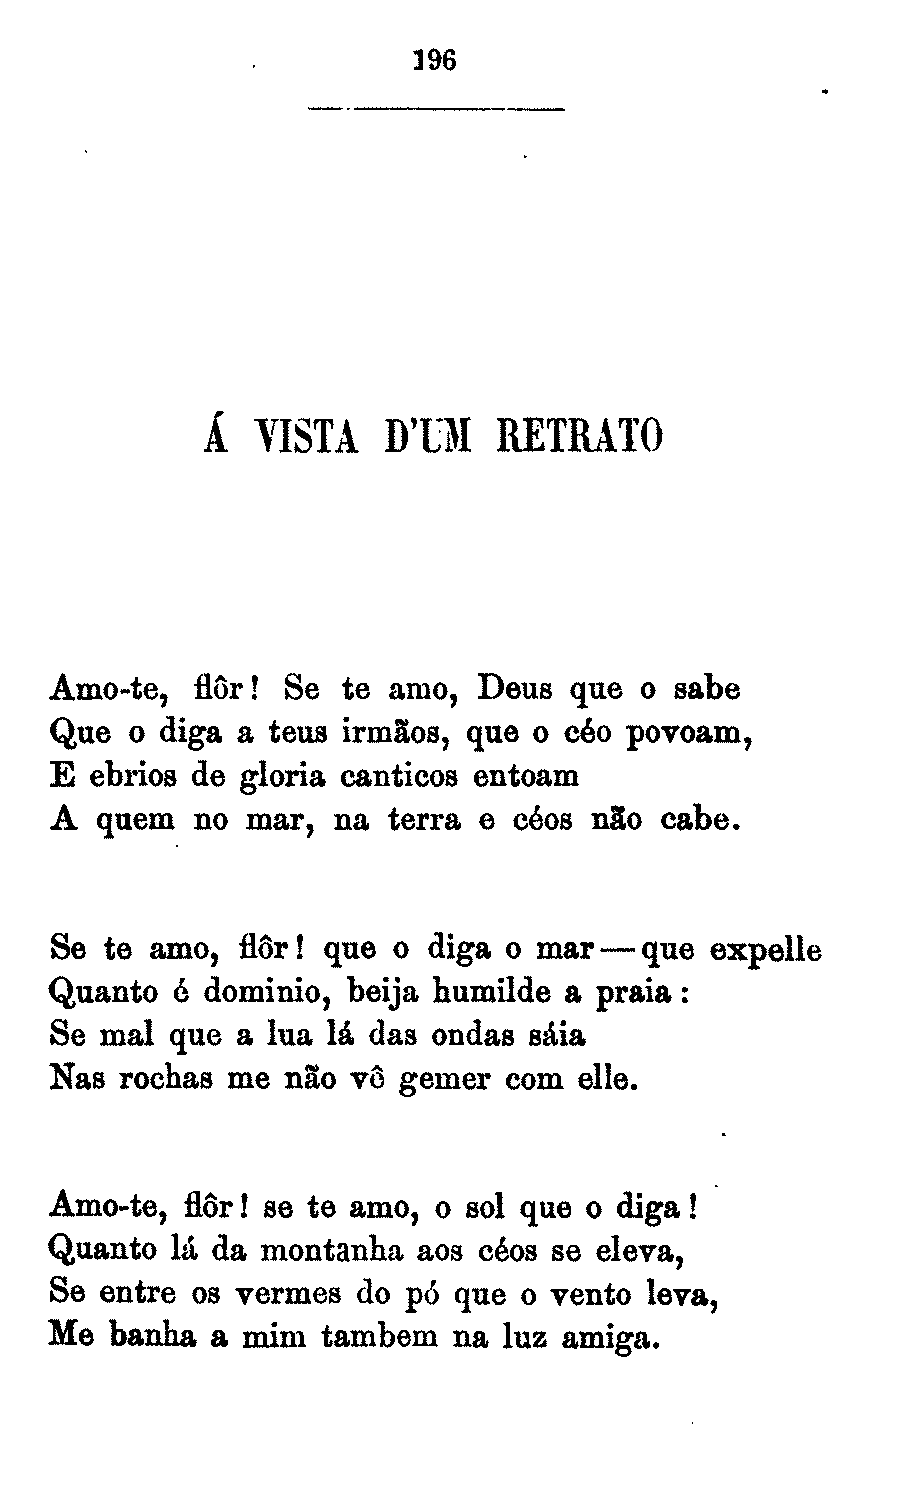 196
Á VISTA D'UM RETRATO
Amo-te, flôr! Se te amo, Deus que o sabe
Que o diga a teus irmãos, que o céo povoam,
E ebrios de gloria canticos entoam
A quem no mar, na terra e céos não cabe.
Se te amo, flôr! que o diga o mar—que expelle
Quanto é dominio, beija humilde a praia:
Se mal que a lua lá das ondas sáia
Nas rochas me não vê gemer com elle.
Amo-te, flôr! se te amo, o sol que o diga!
Quanto lá da montanha aos céos se eleva,
Se entre os vermes do pó que o vento leva,
Me banha a mim tambem na luz amiga.